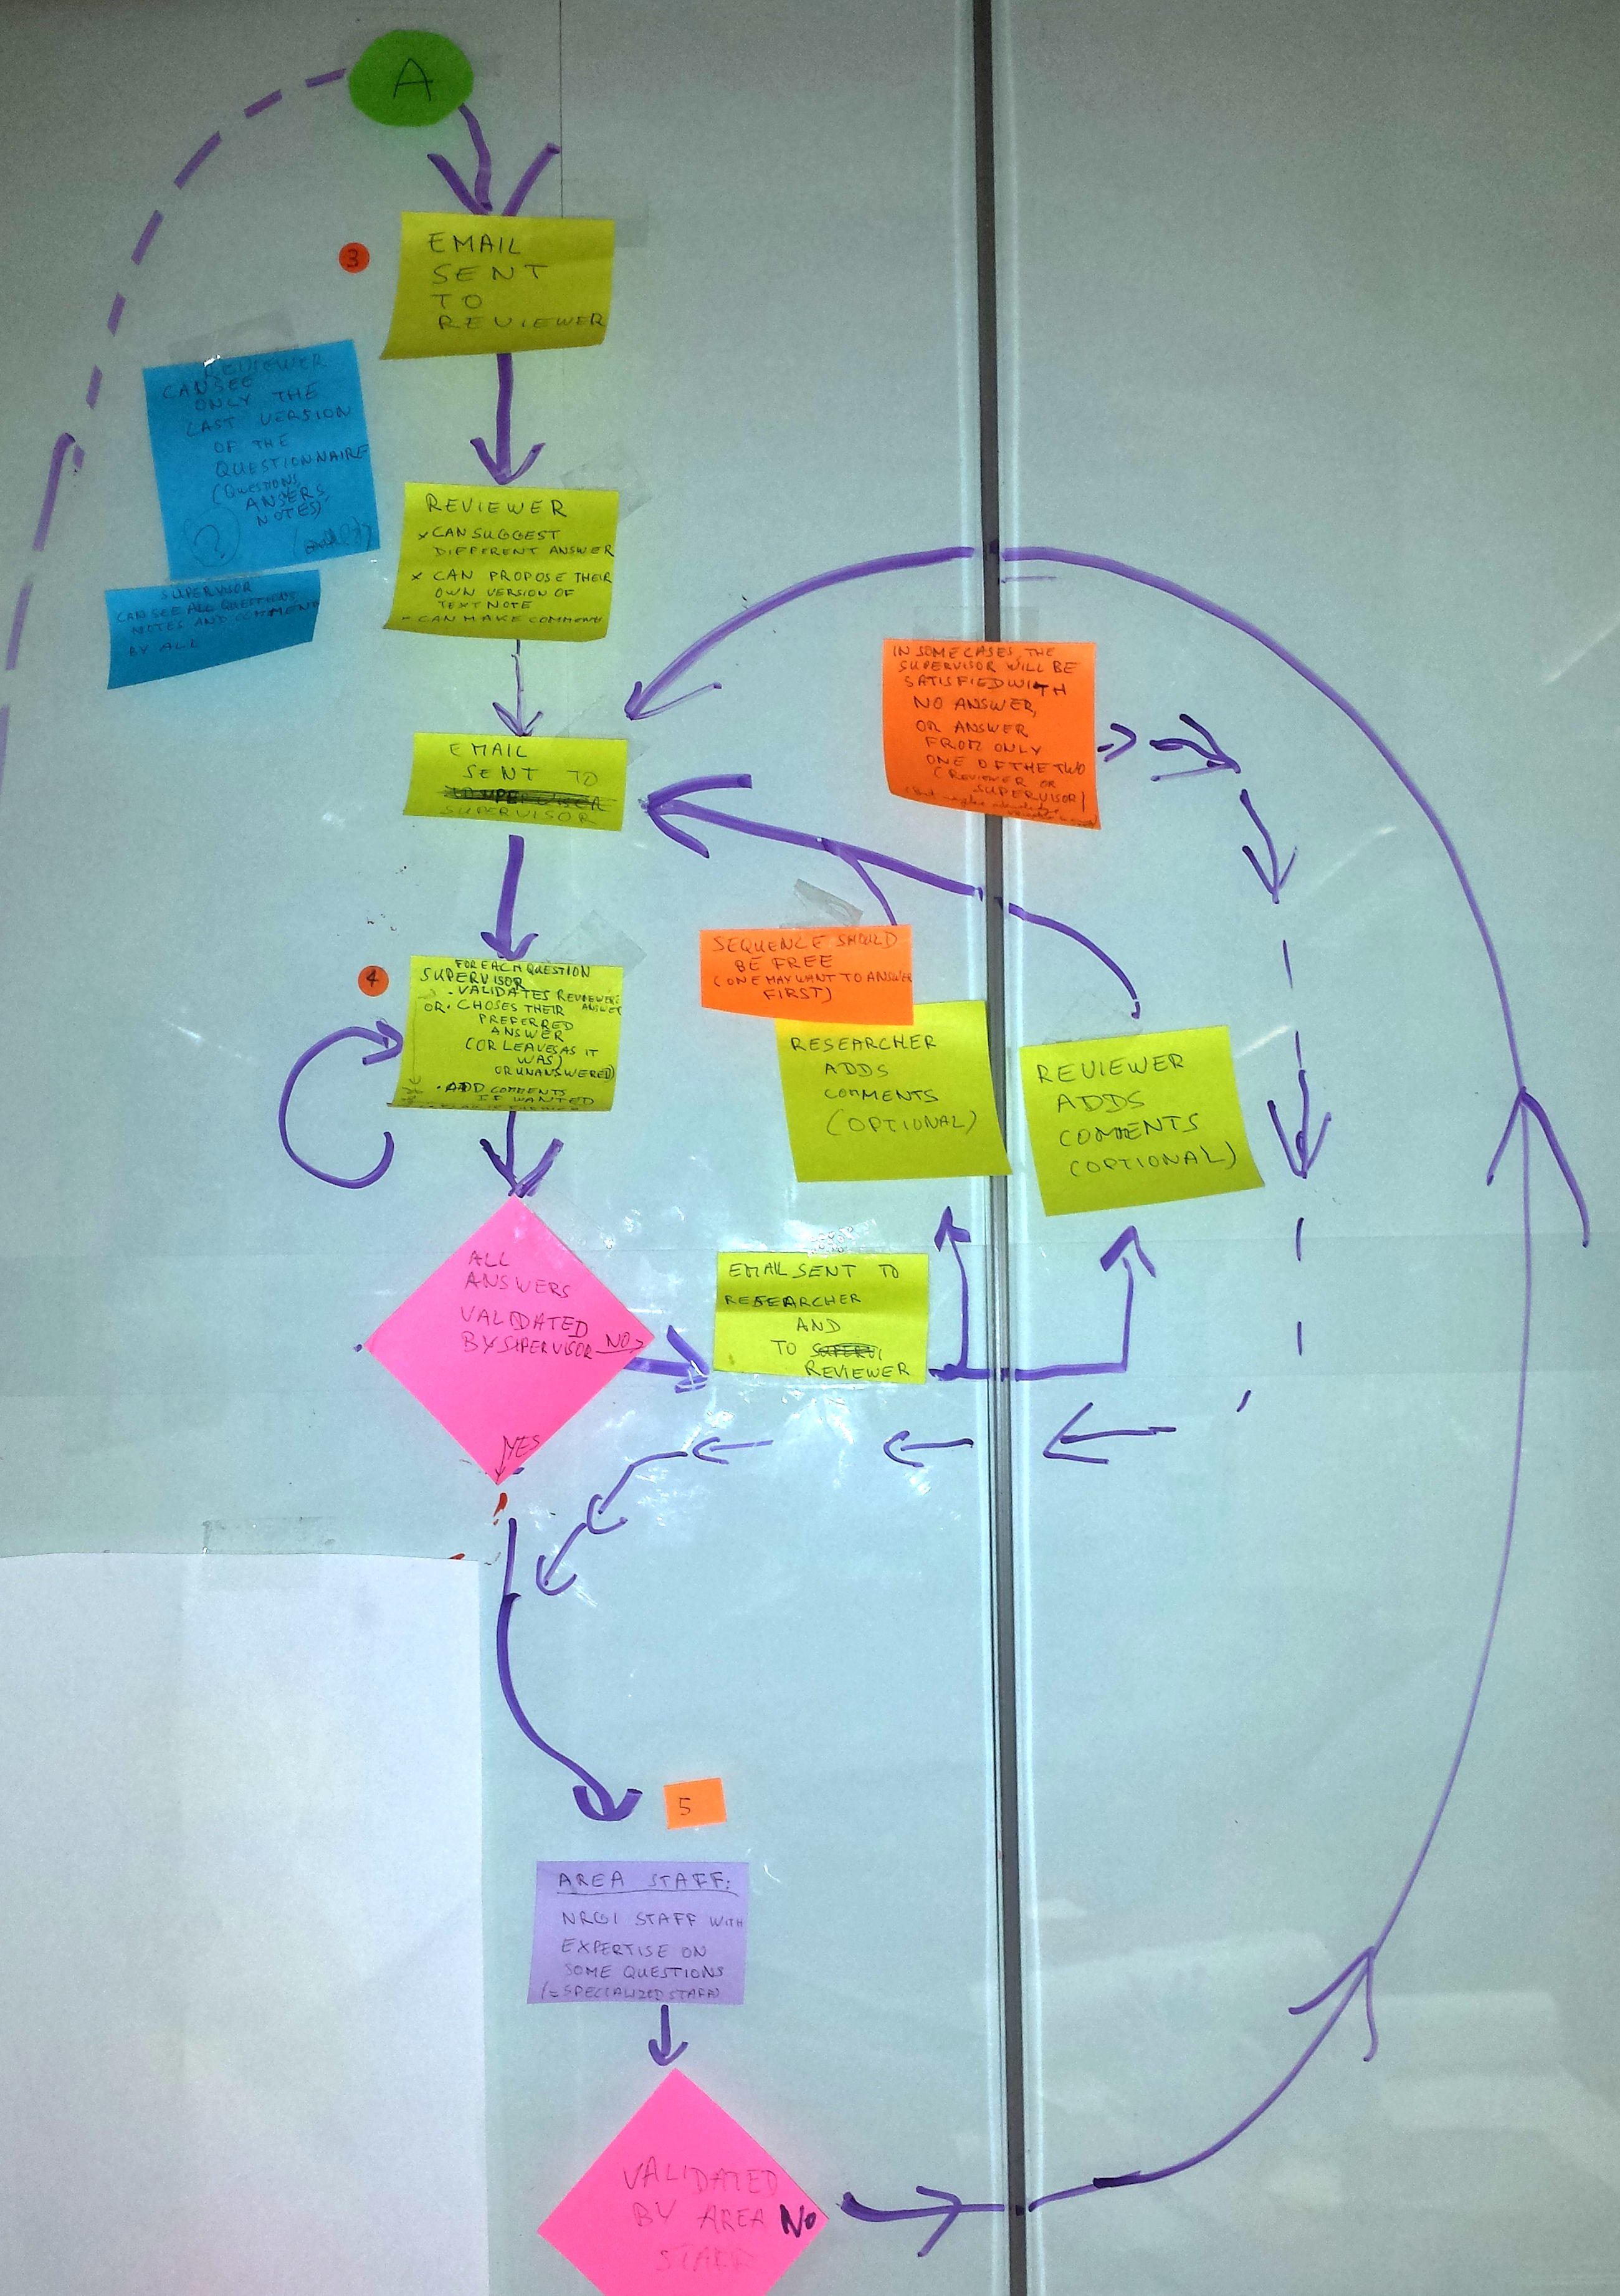 A
3
EMAIL
SENT
TO
REVIEWER
REVIEWER
CAN SEE
ONLY THE
LAST VERSION
OF THE
QUESTIONNAIRE
(QUESTIONS,
ANSERS,
NOTES)
?
SUPERVISOR
CAN SEE ALL QUESTIONS
NOTES AND COMMENTS
BY ALL
REVIEWER
x CAN SUGGEST
DIFFERENT ANSWER
x CAN PROPOSE THEIR
OWN VERSION OF
TEXT NOTE
- CAN MAKE COMMENTS
EMAIL
SENT TO
SUPERVISOR
IN SOME CASES, THE
SUPERVISOR WILL BE
SATISFIED WITH
NO ANSWER,
OR ANSWER
FROM ONLY
ONE OF THE TWO
(REVIEWER OR
SUPERVISOR)
4
FOR EACH QUESTION
SUPERVISOR
- VALIDATES REVIEWER'S
ANSWER
OR • CHOSES THEIR
PREFERRED
ANSWER
(OR LEAVES AS IT
WAS)
OR UNANSWERED)
• ADD COMMENTS
IF WANTED
SEQUENCE SHOULD
BE FREE
(ONE MAY WANT TO ANSWER
FIRST)
RESEARCHER
ADDS
COMMENTS
(OPTIONAL)
REVIEWER
ADDS
COMMENTS
(OPTIONAL)
ALL
ANSWERS
VALIDATED
BY SUPERVISOR NO
YES
EMAIL SENT TO
RESEARCHER
AND
TO
REVIEWER
5
AREA STAFF:
NRGI STAFF WITH
EXPERTISE ON
SOME QUESTIONS
(= SPECIALIZED STAFF)
VALIDATED
BY AREA NO
STAFF